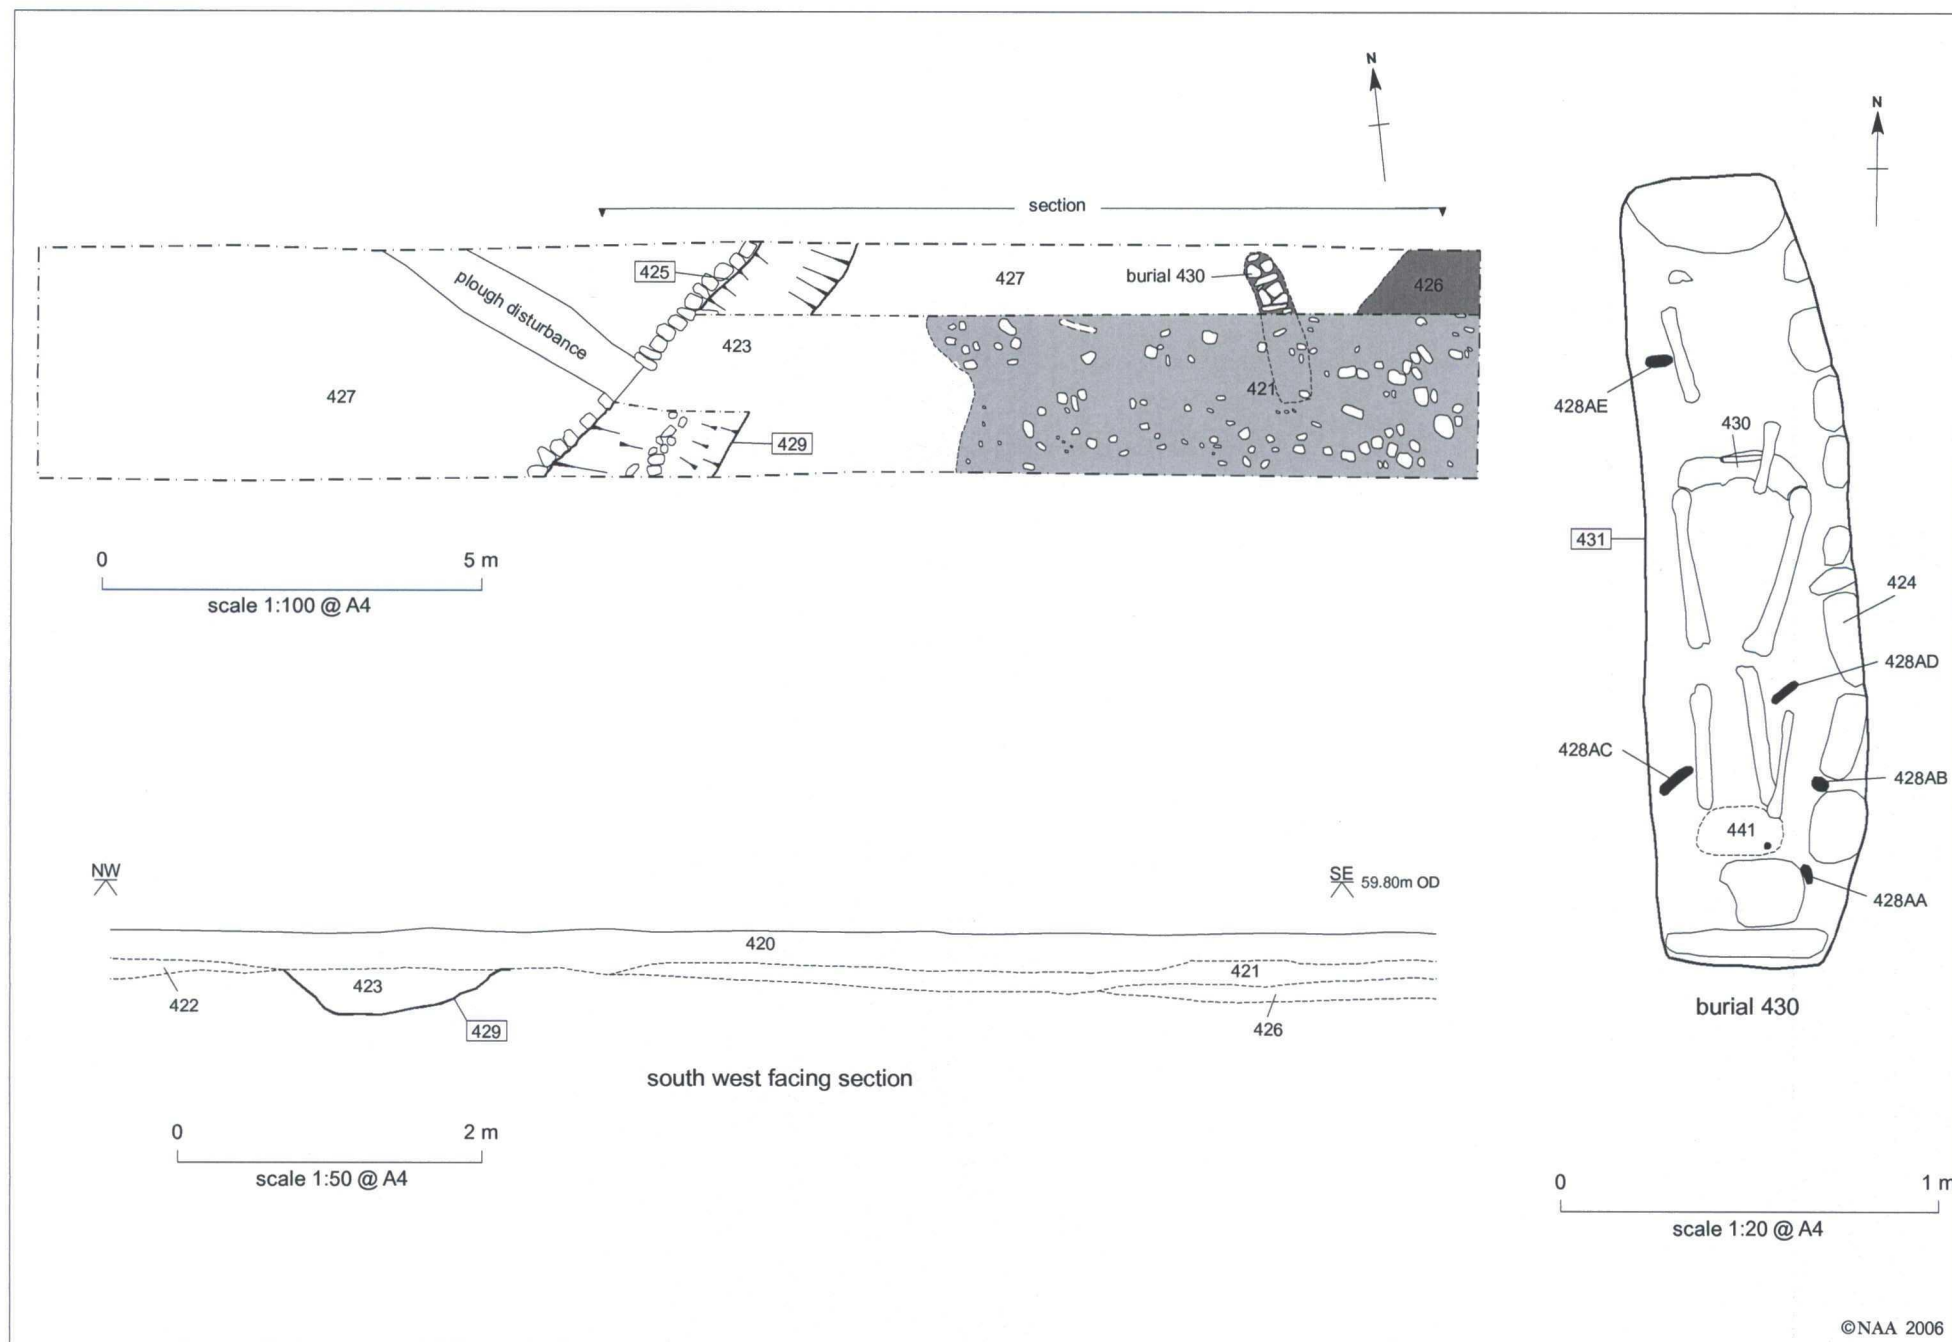 N
section
425
burial 430
427
426
plough disturbance
423
427
421
429
0 5 m
scale 1:100 @ A4
NW
SE 59.80m OD
420
422
423
429
421
426
south west facing section
0 2 m
scale 1:50 @ A4
N
428AE
430
431
424
428AD
428AC
428AB
441
428AA
burial 430
0 1 m
scale 1:20 @ A4
©NAA 2006